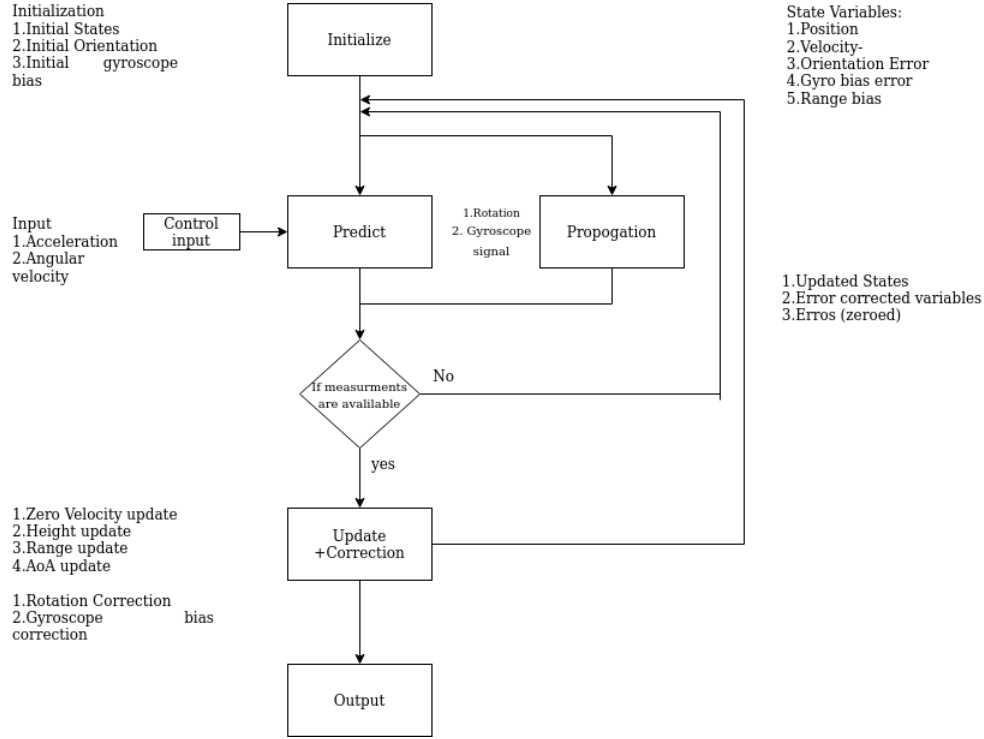 Initialization
1.Initial States
2.Initial Orientation
3.Initial gyroscope
bias
Initialize
State Variables:
1.Position
2.Velocity-
3.Orientation Error
4.Gyro bias error
5.Range bias
Input
1.Acceleration
2.Angular
velocity
Control
input
Predict
1.Rotation
2. Gyroscope
signal
Propogation
1.Updated States
2.Error corrected variables
3.Erros (zeroed)
If measurments
are avalilable
No
yes
1.Zero Velocity update
2.Height update
3.Range update
4.AoA update
1.Rotation Correction
2.Gyroscope bias
correction
Update
+Correction
Output